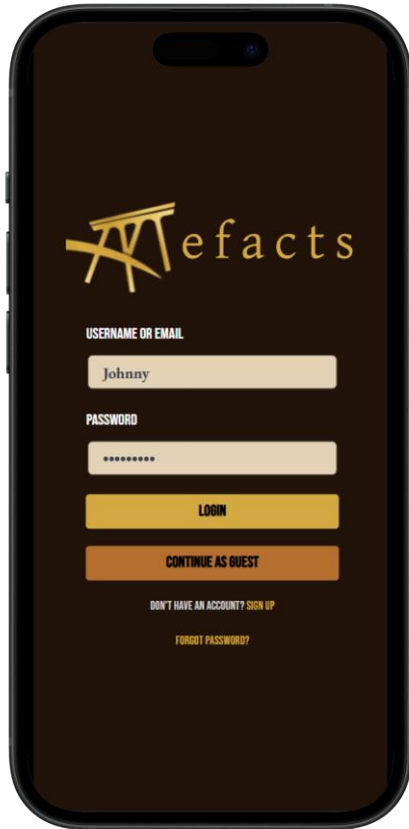 efacts
USERNAME OR EMAIL
Johnny
PASSWORD
•••••••••
LOGIN
CONTINUE AS GUEST
DON'T HAVE AN ACCOUNT? SIGN UP
FORGOT PASSWORD?